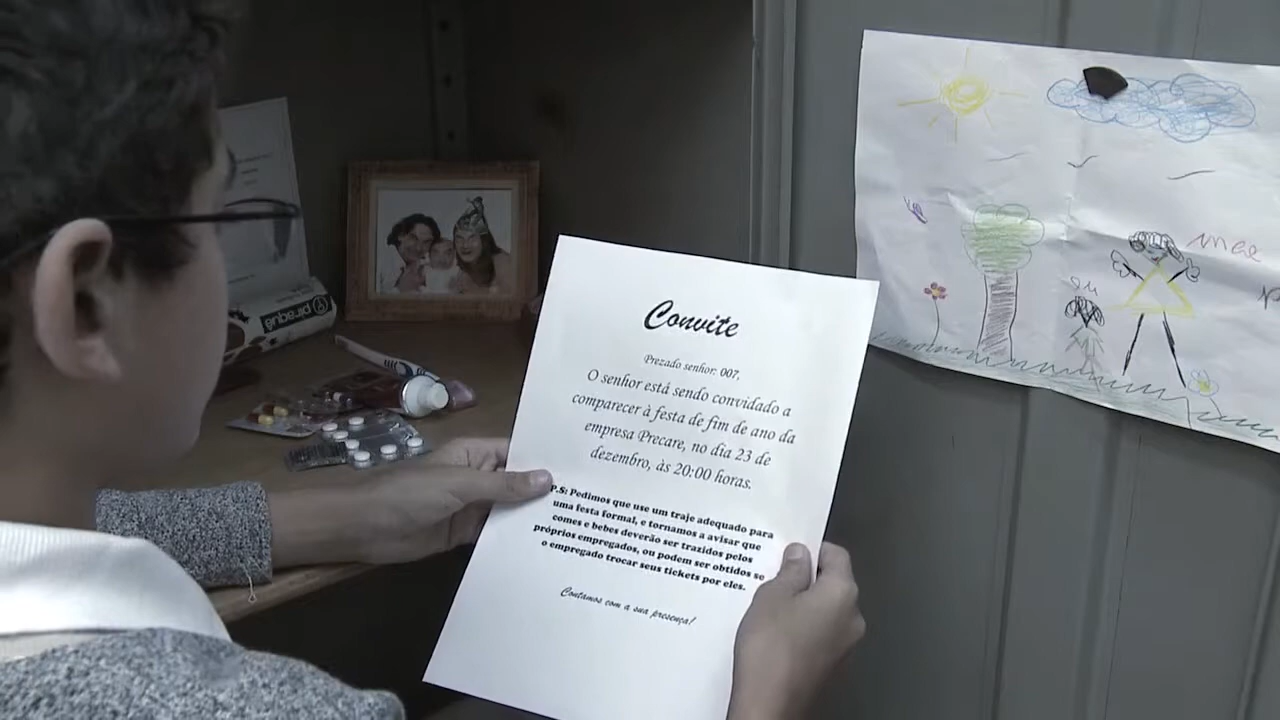 Convite
Prezado senhor: 007,
O senhor está sendo convidado a
comparecer à festa de fim de ano da
empresa Precare, no dia 23 de
dezembro, às 20:00 horas.
P.S: Pedimos que use um traje adequado para
uma festa formal, e tornamos a avisar que
comes e bebes deverão ser trazidos pelos
próprios empregados, ou podem ser obtidos se
o empregado trocar seus tickets por eles.
Contamos com a sua presença!
piraquê